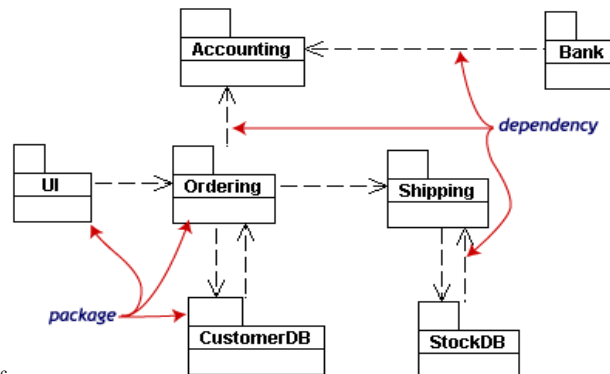 Accounting
Bank
dependency
UI
Ordering
Shipping
package
CustomerDB
StockDB